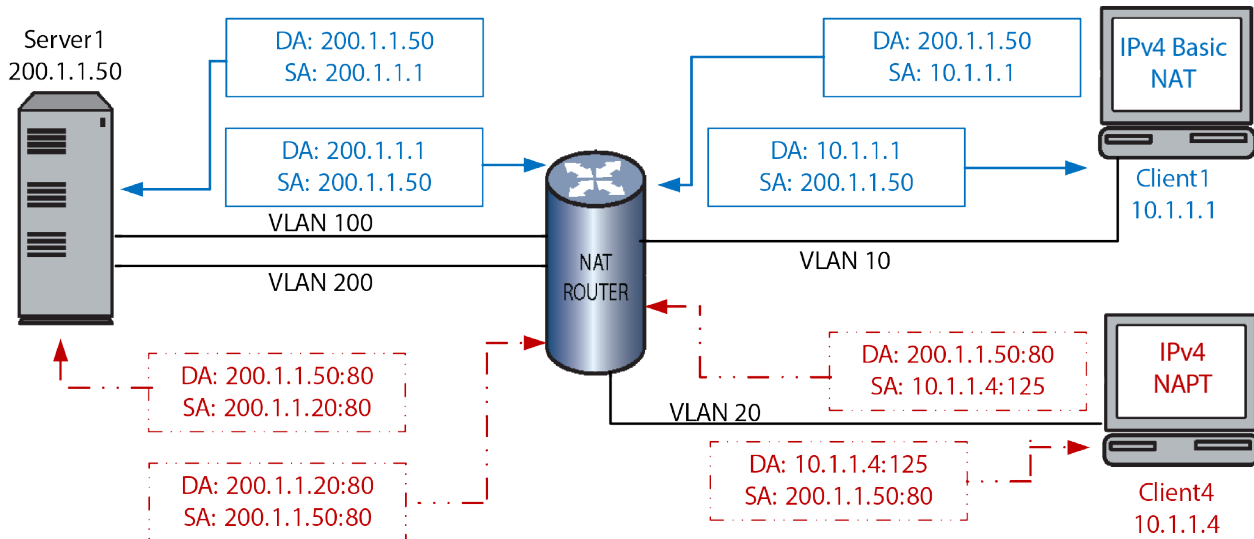 Server1
200.1.1.50
DA: 200.1.1.50
SA: 200.1.1.1
DA: 200.1.1.50
SA: 10.1.1.1
IPv4 Basic
NAT
DA: 200.1.1.1
SA: 200.1.1.50
DA: 10.1.1.1
SA: 200.1.1.50
Client1
10.1.1.1
VLAN 100
VLAN 200
NAT
ROUTER
VLAN 10
DA: 200.1.1.50:80
SA: 200.1.1.20:80
DA: 200.1.1.50:80
SA: 10.1.1.4:125
IPv4
NAPT
VLAN 20
DA: 200.1.1.20:80
SA: 200.1.1.50:80
DA: 10.1.1.4:125
SA: 200.1.1.50:80
Client4
10.1.1.4